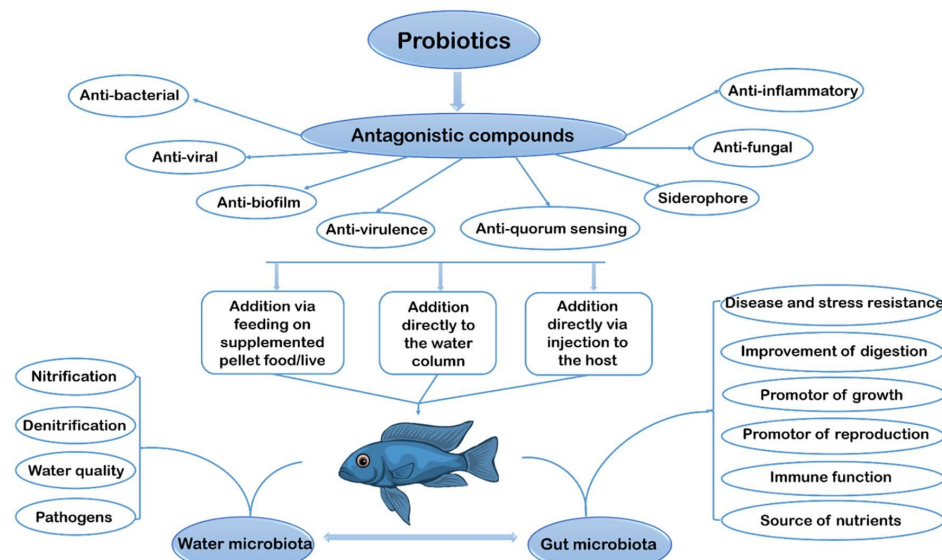 Probiotics
Antagonistic compounds
Anti-bacterial
Anti-viral
Anti-biofilm
Anti-virulence
Anti-quorum sensing
Siderophore
Anti-fungal
Anti-inflammatory
Addition via
feeding on
supplemented
pellet food/live
Addition
directly to
the water
column
Addition
directly via
injection to
the host
Nitrification
Denitrification
Water quality
Pathogens
Water microbiota
Gut microbiota
Disease and stress resistance
Improvement of digestion
Promotor of growth
Promotor of reproduction
Immune function
Source of nutrients